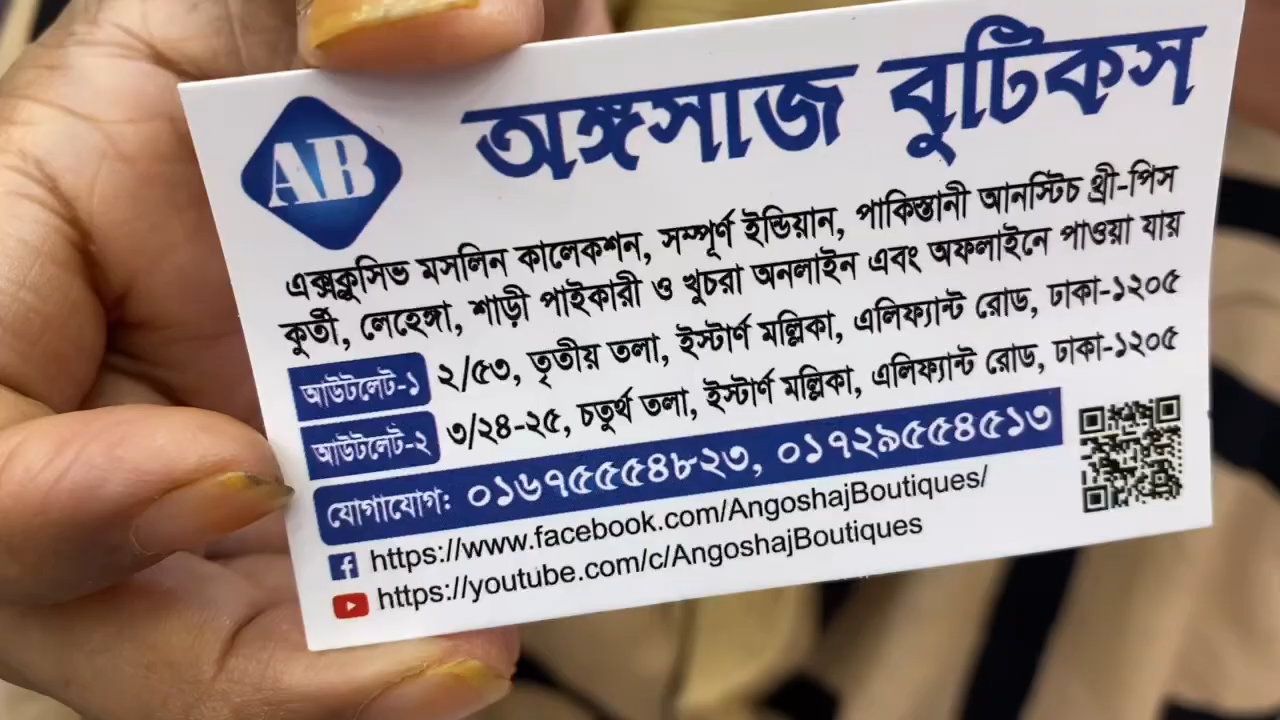 AB
অঙ্গসাজ বুটিকস
এক্সক্লুসিভ মসলিন কালেকশন, সম্পূর্ণ ইন্ডিয়ান, পাকিস্তানী আনস্টিচ থ্রী-পিস
কুর্তী, লেহেঙ্গা, শাড়ী পাইকারী ও খুচরা অনলাইন এবং অফলাইনে পাওয়া যায়
আউটলেট-১ ২/৫৩, তৃতীয় তলা, ইস্টার্ণ মল্লিকা, এলিফ্যান্ট রোড, ঢাকা-১২০৫
আউটলেট-২ ৩/২৪-২৫, চতুর্থ তলা, ইস্টার্ণ মল্লিকা, এলিফ্যান্ট রোড, ঢাকা-১২০৫
যোগাযোগ: ০১৬৭৫৫৫৪৮২৩, ০১৭২৯৫৫৪৫১৩
https://www.facebook.com/AngoshajBoutiques/
https://youtube.com/c/AngoshajBoutiques